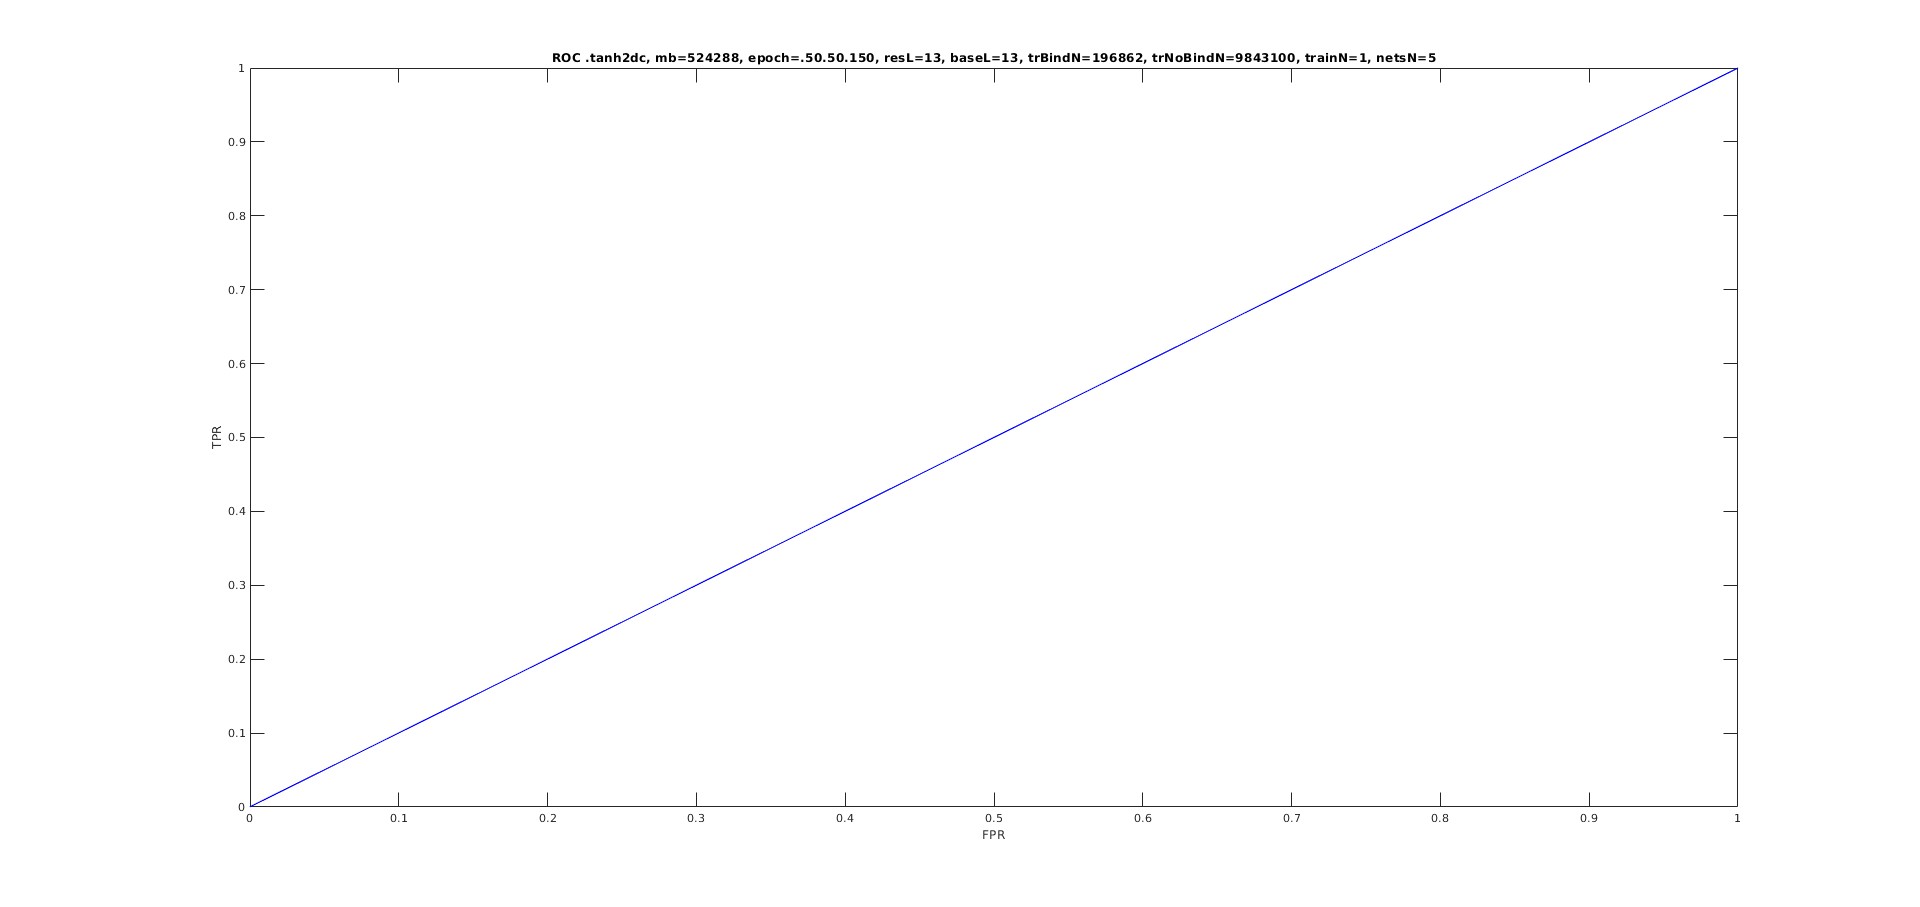 ROC .tanh2dc, mb=524288, epoch=.50.50.150, resL=13, baseL=13, trBindN=196862, trNoBindN=9843100, trainN=1, netsN=5
1
0.9
0.8
0.7
0.6
TPR
0.5
0.4
0.3
0.2
0.1
0
0 0.1 0.2 0.3 0.4 0.5 0.6 0.7 0.8 0.9 1
FPR